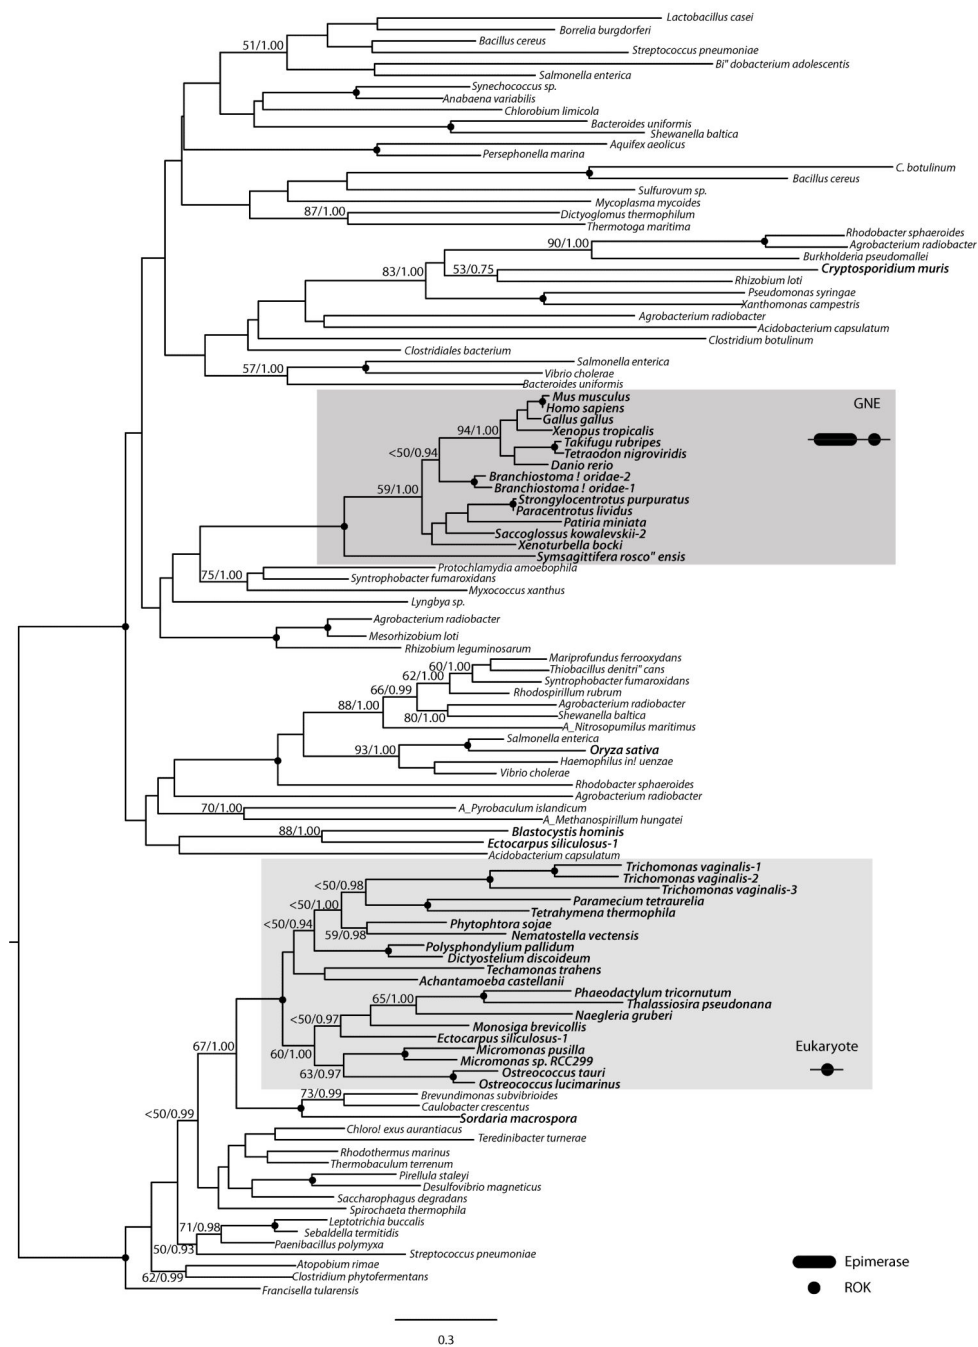 Lactobacillus casei
Borrelia burgdorferi
51/1.00
Bacillus cereus
Streptococcus pneumoniae
Bi" dobacterium adolescentis
Salmonella enterica
Synechococcus sp.
Anabaena variabilis
Chlorobium limicola
Bacteroides uniformis
Shewanella baltica
Aquifex aeolicus
Persephonella marina
C. botulinum
Bacillus cereus
Sulfurovum sp.
Mycoplasma mycoides
87/1.00
Dictyoglomus thermophilum
Thermotoga maritima
Rhodobacter sphaeroides
90/1.00
Agrobacterium radiobacter
Burkholderia pseudomallei
83/1.00
53/0.75
Cryptosporidium muris
Rhizobium loti
Pseudomonas syringae
Xanthomonas campestris
Agrobacterium radiobacter
Acidobacterium capsulatum
Clostridium botulinum
Clostridiales bacterium
Salmonella enterica
57/1.00
Vibrio cholerae
Bacteroides uniformis
Mus musculus
GNE
Homo sapiens
Gallus gallus
94/1.00
Xenopus tropicalis
Takifugu rubripes
<50/0.94
Tetraodon nigroviridis
Danio rerio
Branchiostoma ! oridae-2
59/1.00
Branchiostoma ! oridae-1
Strongylocentrotus purpuratus
Paracentrotus lividus
Patiria miniata
Saccoglossus kowalevskii-2
Xenoturbella bocki
Symsagittifera rosco" ensis
Protochlamydia amoebophila
75/1.00
Syntrophobacter fumaroxidans
Myxococcus xanthus
Lyngbya sp.
Agrobacterium radiobacter
Mesorhizobium loti
Rhizobium leguminosarum
Mariprofundus ferrooxydans
60/1.00
Thiobacillus denitri" cans
62/1.00
Syntrophobacter fumaroxidans
66/0.99
Rhodospirillum rubrum
88/1.00
Agrobacterium radiobacter
80/1.00
Shewanella baltica
A_Nitrosopumilus maritimus
Salmonella enterica
93/1.00
Oryza sativa
Haemophilus in! uenzae
Vibrio cholerae
Rhodobacter sphaeroides
Agrobacterium radiobacter
70/1.00
A_Pyrobaculum islandicum
A_Methanospirillum hungatei
88/1.00
Blastocystis hominis
Ectocarpus siliculosus-1
Acidobacterium capsulatum
Trichomonas vaginalis-1
<50/0.98
Trichomonas vaginalis-2
Trichomonas vaginalis-3
<50/1.00
Paramecium tetraurelia
Tetrahymena thermophila
<50/0.94
Phytophtora sojae
59/0.98
Nematostella vectensis
Polysphondylium pallidum
Dictyostelium discoideum
Techamonas trahens
Achantamoeba castellanii
Phaeodactylum tricornutum
65/1.00
Thalassiosira pseudonana
<50/0.97
Naegleria gruberi
Monosiga brevicollis
Ectocarpus siliculosus-1
67/1.00
60/1.00
Micromonas pusilla
Eukaryote
Micromonas sp. RCC299
63/0.97
Ostreococcus tauri
Ostreococcus lucimarinus
73/0.99
Brevundimonas subvibrioides
Caulobacter crescentus
<50/0.99
Sordaria macrospora
Chloro! exus aurantiacus
Teredinibacter turnerae
Rhodothermus marinus
Thermobaculum terrenum
Pirellula staleyi
Desulfovibrio magneticus
Saccharophagus degradans
Spirochaeta thermophila
Leptotrichia buccalis
71/0.98
Sebaldella termitidis
Paenibacillus polymyxa
50/0.93
Streptococcus pneumoniae
Atopobium rimae
Epimerase
62/0.99
Clostridium phytofermentans
Francisella tularensis
ROK
0.3